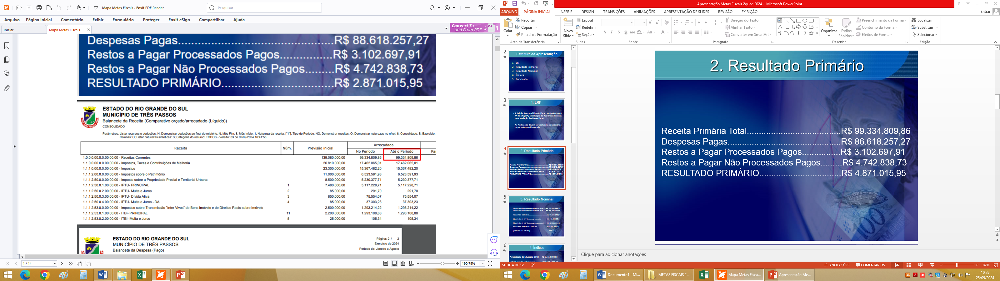 Mapa Metas Fiscais - Foxit PDF Reader
Pesquisar
Arquivo Página Inicial Comentário Exibir Formulário Proteger Foxit eSign Compartilhar Ajuda
Iniciar
Mapa Metas Fiscais
Convert To
and From PDF
Despesas Pagas..................................................R$ 88.618.257,27
Restos a Pagar Processados Pagos.................R$ 3.102.697,91
Restos a Pagar Não Processados Pagos.........R$ 4.742.838,73
RESULTADO PRIMÁRIO....................................R$ 2.871.015,95
ESTADO DO RIO GRANDE DO SUL
MUNICÍPIO DE TRÊS PASSOS
Balancete da Receita (Comparativo orçado/arrecadado (Líquido))
CONSOLIDADO
Parâmetros: Listar recursos e deduções: N; Demonstrar deduções ao final do relatório: N; Mês Fim: 8; Mês Início: 1; Natureza da receita: ["1"]; Tipo de Período: NO; Demonstrar receitas: O; Demonstrar naturezas no nível: 8; Consolidado: S; Exercício:
Colunas: O; Listar naturezas sintéticas: S; Categoria do recurso: TODOS - Versão: 53 de 02/09/2024 16:41:56
Receita Núm. Previsão inicial Arrecadada
No Período Até o Período Par
1.0.0.0.00.0.0.00.00.00 - Receitas Correntes 139.080.000,00 99.334.809,86 99.334.809,86
1.1.0.0.00.0.0.00.00.00 - Impostos, Taxas e Contribuições de Melhoria 26.810.000,00 17.462.065,01 17.462.065,01
1.1.1.0.00.0.0.00.00.00 - Impostos 23.300.000,00 15.367.482,20 15.367.482,20
1.1.1.2.00.0.0.00.00.00 - Impostos sobre o Patrimônio 11.000.000,00 6.523.591,93 6.523.591,93
1.1.1.2.50.0.0.00.00.00 - Imposto sobre a Propriedade Predial e Territorial Urbana 8.500.000,00 5.230.377,71 5.230.377,71
1.1.1.2.50.0.1.00.00.00 - IPTU- PRINCIPAL 1 7.480.000,00 5.117.228,71 5.117.228,71
1.1.1.2.50.0.2.00.00.00 - IPTU- Multa e Juros 2 85.000,00 291,70 291,70
1.1.1.2.50.0.3.00.00.00 - IPTU- Dívida Ativa 3 850.000,00 75.554,07 75.554,07
1.1.1.2.50.0.4.00.00.00 - IPTU- Multa e Juros - DA 4 85.000,00 37.303,23 37.303,23
1.1.1.2.53.0.0.00.00.00 - Impostos sobre Transmissão "Inter Vivos" de Bens Imóveis e de Direitos Reais sobre Imóveis 2.500.000,00 1.293.214,22 1.293.214,22
1.1.1.2.53.0.1.00.00.00 - ITBI- PRINCIPAL 11 2.200.000,00 1.293.108,88 1.293.108,88
1.1.1.2.53.0.2.00.00.00 - ITBI- Multa e Juros 5 25.000,00 105,34 105,34
ESTADO DO RIO GRANDE DO SUL
MUNICÍPIO DE TRÊS PASSOS
Balancete da Despesa (Pago)
Página: 2 / 2
Exercício de 2024
Período de: Janeiro a Agosto
1 / 14
190,79%
Apresentação Metas Fiscais 2quad 2024 - Microsoft PowerPoint
ARQUIVO PÁGINA INICIAL INSERIR DESIGN TRANSIÇÕES ANIMAÇÕES APRESENTAÇÃO DE SLIDES REVISÃO EXIBIÇÃO
Entrar
Colar
Recortar
Copiar
Pincel de Formatação
Área de Transferência
Novo Slide
Layout
Redefinir
Seção
Slides
Fonte
Direção do Texto
Alinhar Texto
Converter em SmartArt
Parágrafo
Organizar
Estilos Rápidos
Preenchimento da Forma
Contorno da Forma
Efeitos de Forma
Desenho
Localizar
Substituir
Selecionar
Edição
2
Estrutura da Apresentação
1. LRF
2. Resultado Primário
3. Resultado Nominal
4. Índices
5. Conclusão
3
1. LRF
- A Lei de Responsabilidade Fiscal, estabelece no §
4º do artigo 9º, a realização de Audiências Públicas
para avaliação das Metas Fiscais.
- As Audiências devem ser realizadas considerando
os períodos quadrimestrais.
4
2. Resultado Primário
5
3. Resultado Nominal
6
4. Índices
2. Resultado Primário
Receita Primária Total.......................................R$ 99.334.809,86
Despesas Pagas...............................................R$ 86.618.257,27
Restos a Pagar Processados Pagos................R$ 3.102.697,91
Restos a Pagar Não Processados Pagos.........R$ 4.742.838,73
RESULTADO PRIMÁRIO..................................R$ 4.871.015,95
Clique para adicionar anotações
SLIDE 4 DE 12
ANOTAÇÕES COMENTÁRIOS
87%
Documento1 - Mi...
METAS FISCAIS 2...
Mapa Metas Fisca...
Apresentação Me...
10:29
25/09/2024